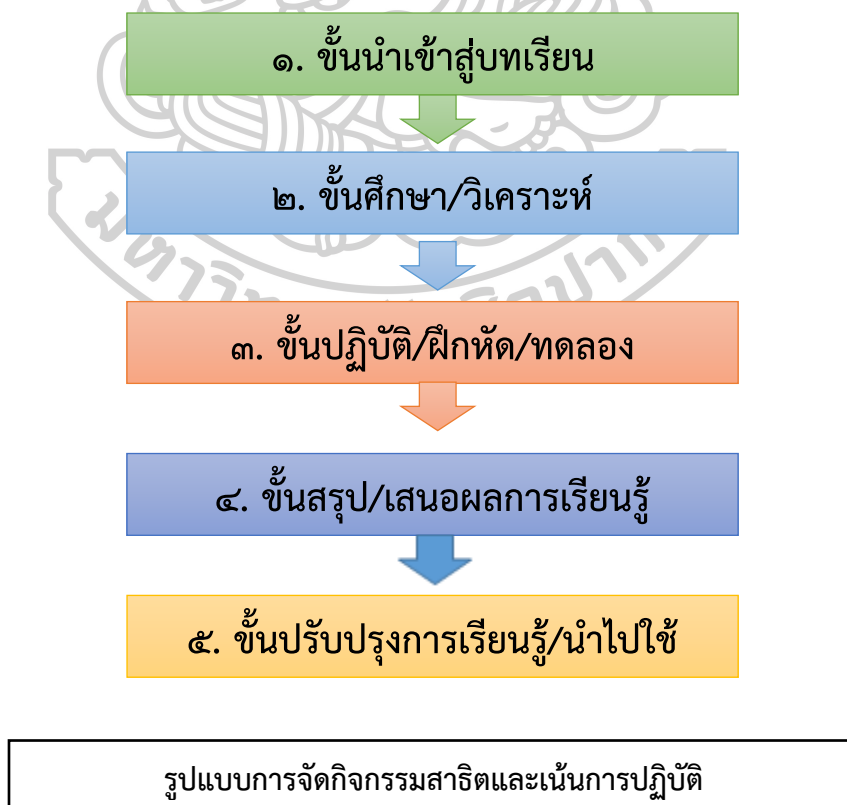 ๑. ขั้นนำเข้าสู่บทเรียน
๒. ขั้นศึกษา/วิเคราะห์
๓. ขั้นปฏิบัติ/ฝึกหัด/ทดลอง
๔. ขั้นสรุป/เสนอผลการเรียนรู้
๕. ขั้นปรับปรุงการเรียนรู้/นำไปใช้
รูปแบบการจัดกิจกรรมสาธิตและเน้นการปฏิบัติ